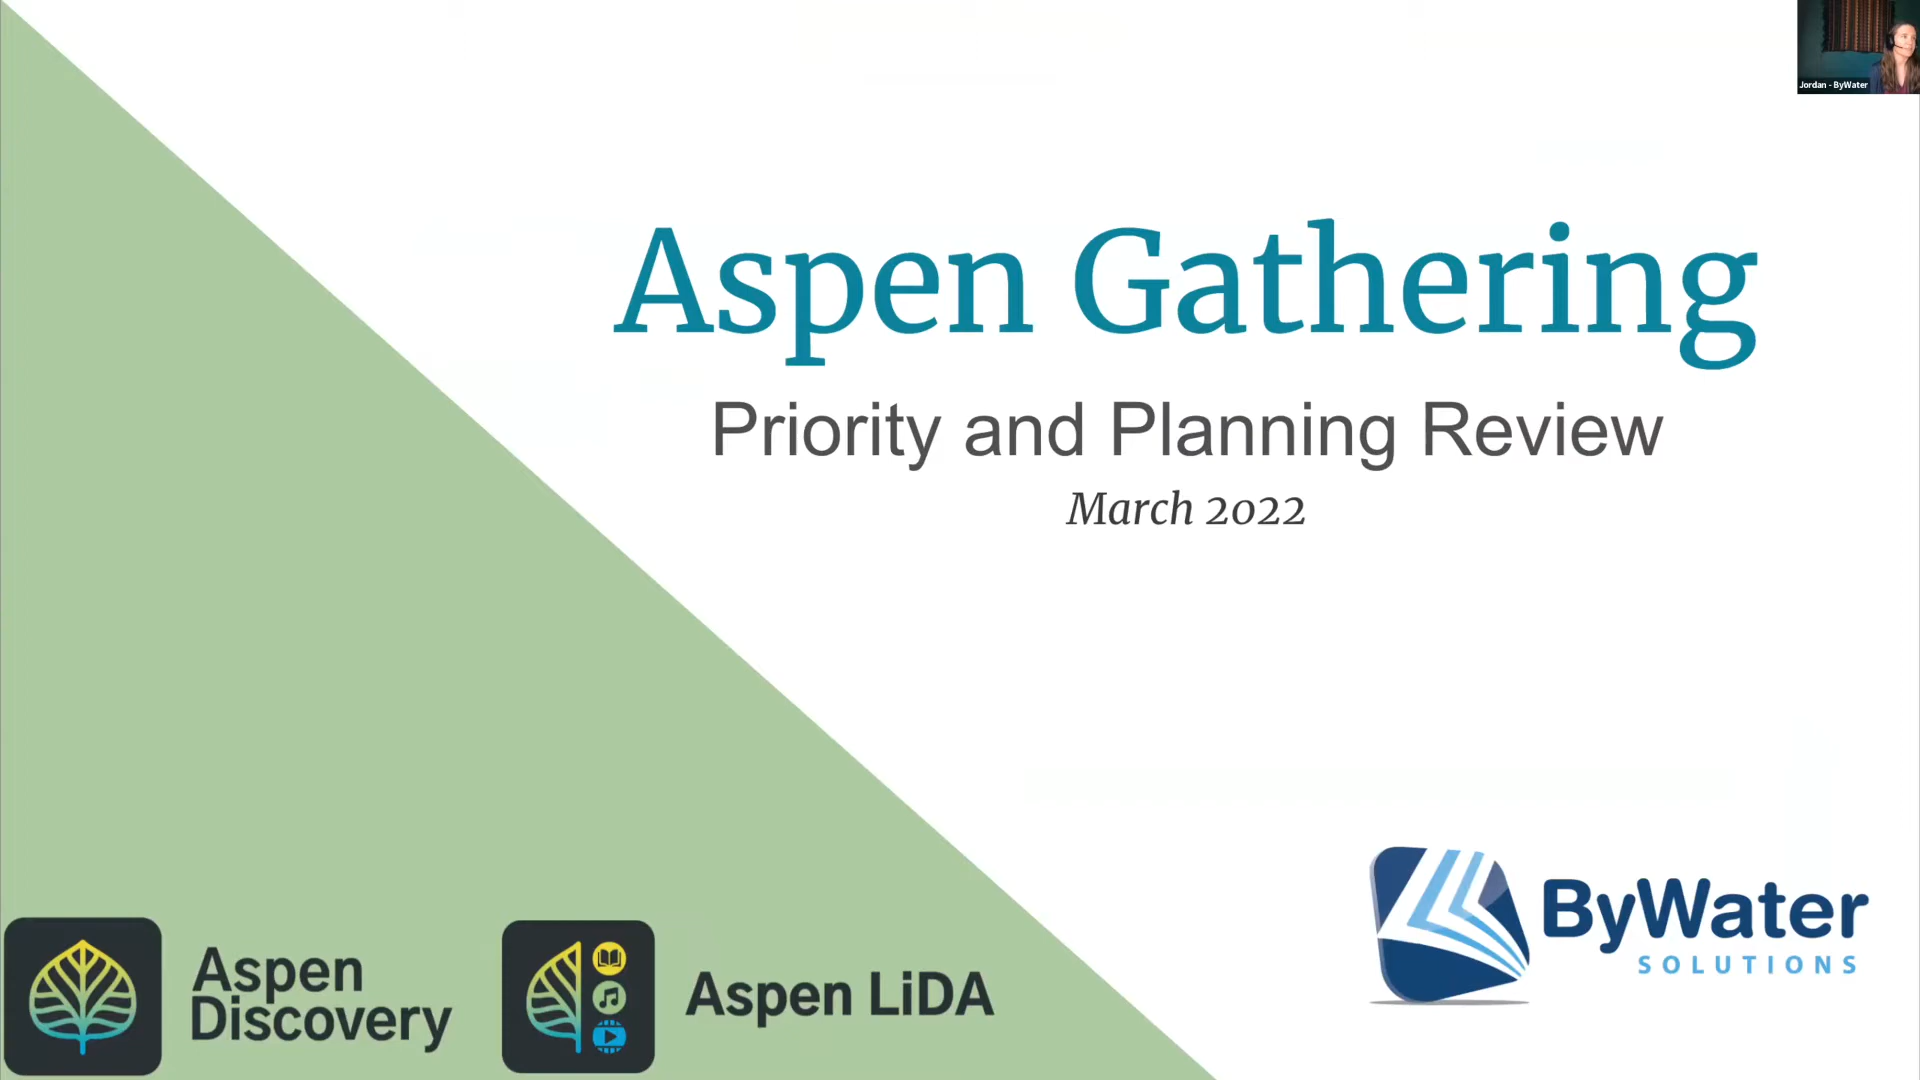 Jordan - ByWater
Aspen Gathering
Priority and Planning Review
March 2022
Aspen
Discovery
Aspen LiDA
ByWater
SOLUTIONS